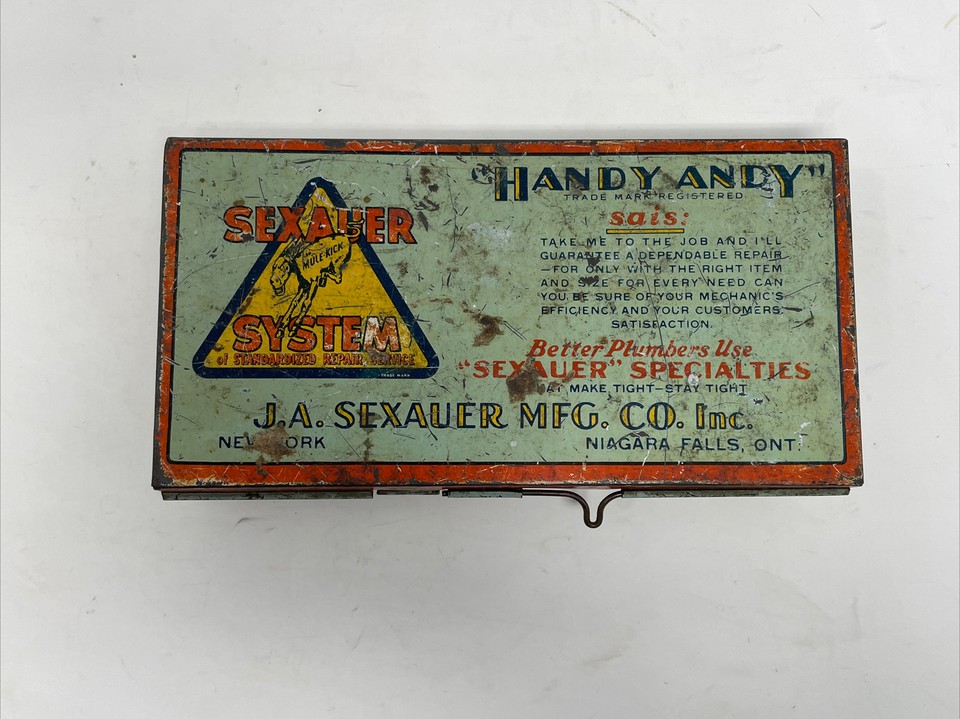 SEXAUER
MULE-KICK
SYSTEM
of STANDARDIZED REPAIR SERVICE
TRADE MARK
"HANDY ANDY"
TRADE MARK REGISTERED
sais:
TAKE ME TO THE JOB AND I'LL
GUARANTEE A DEPENDABLE REPAIR
—FOR ONLY WITH THE RIGHT ITEM
AND SIZE FOR EVERY NEED CAN
YOU BE SURE OF YOUR MECHANIC'S
EFFICIENCY AND YOUR CUSTOMERS'
SATISFACTION.
Better Plumbers Use
"SEXAUER" SPECIALTIES
MAKE TIGHT—STAY TIGHT
J.A. SEXAUER MFG. CO. Inc.
NEW YORK NIAGARA FALLS, ONT.